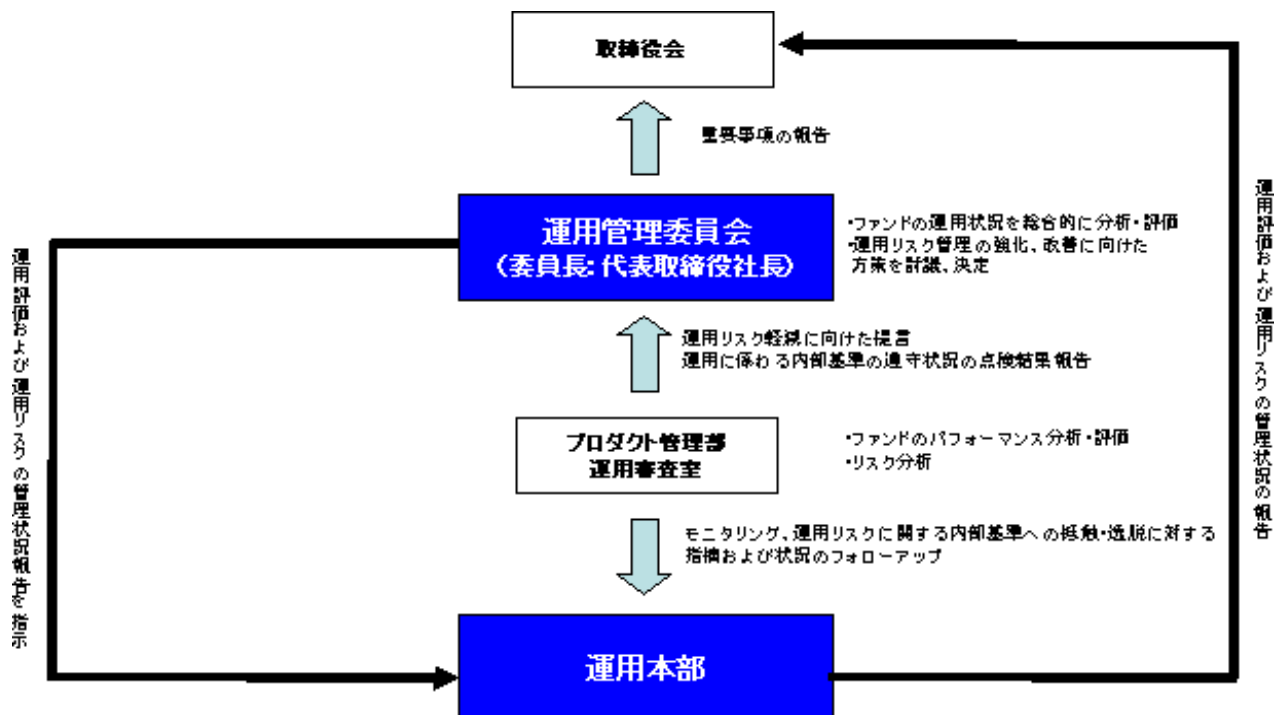 取締役会
重要事項の報告
運用管理委員会
(委員長:代表取締役社長)
・ファンドの運用状況を総合的に分析・評価
・運用リスク管理の強化、改善に向けた
方策を討議、決定
運用リスク軽減に向けた提言
運用に係わる内部基準の遵守状況の点検結果報告
プロダクト管理部
運用審査室
・ファンドのパフォーマンス分析・評価
・リスク分析
モニタリング、運用リスクに関する内部基準への抵触・逸脱に対する
指摘および状況のフォローアップ
運用本部
運用評価および運用リスクの管理状況報告を指示
運用評価および運用リスクの管理状況の報告